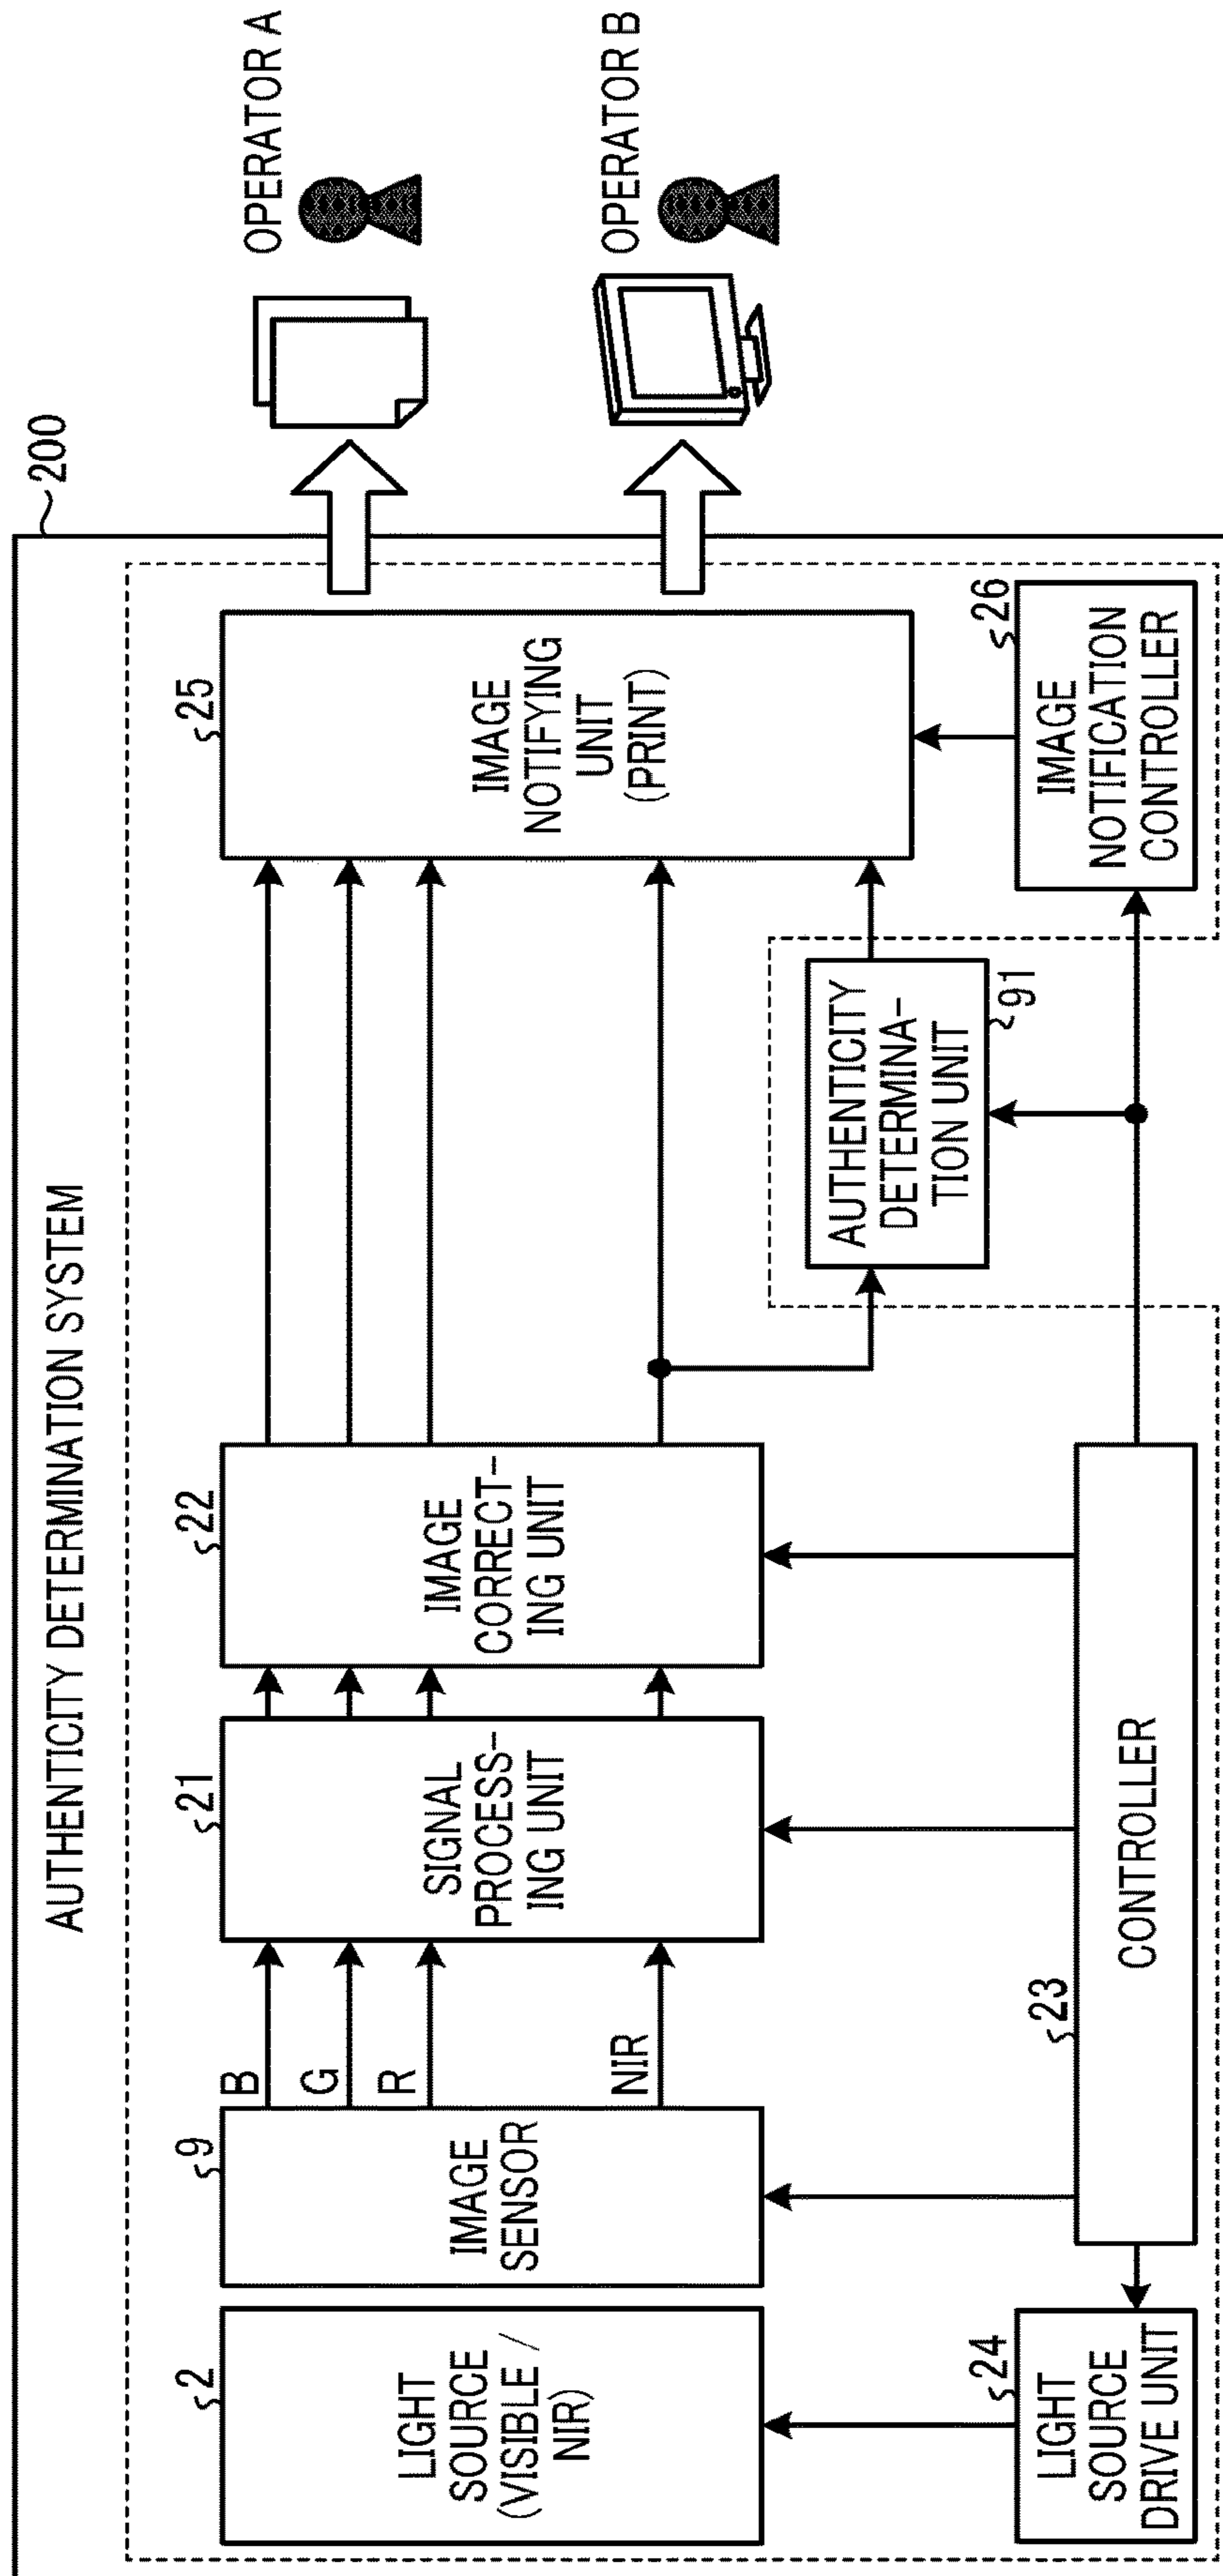 AUTHENTICITY DETERMINATION SYSTEM
200
2
LIGHT
SOURCE
(VISIBLE /
NIR)
9
IMAGE
SENSOR
B
G
R
NIR
21
SIGNAL
PROCESS-
ING UNIT
22
IMAGE
CORRECT-
ING UNIT
25
IMAGE
NOTIFYING
UNIT
(PRINT)
OPERATOR A
OPERATOR B
24
LIGHT
SOURCE
DRIVE UNIT
23
CONTROLLER
AUTHENTICITY
DETERMINA-
TION UNIT
91
26
IMAGE
NOTIFICATION
CONTROLLER